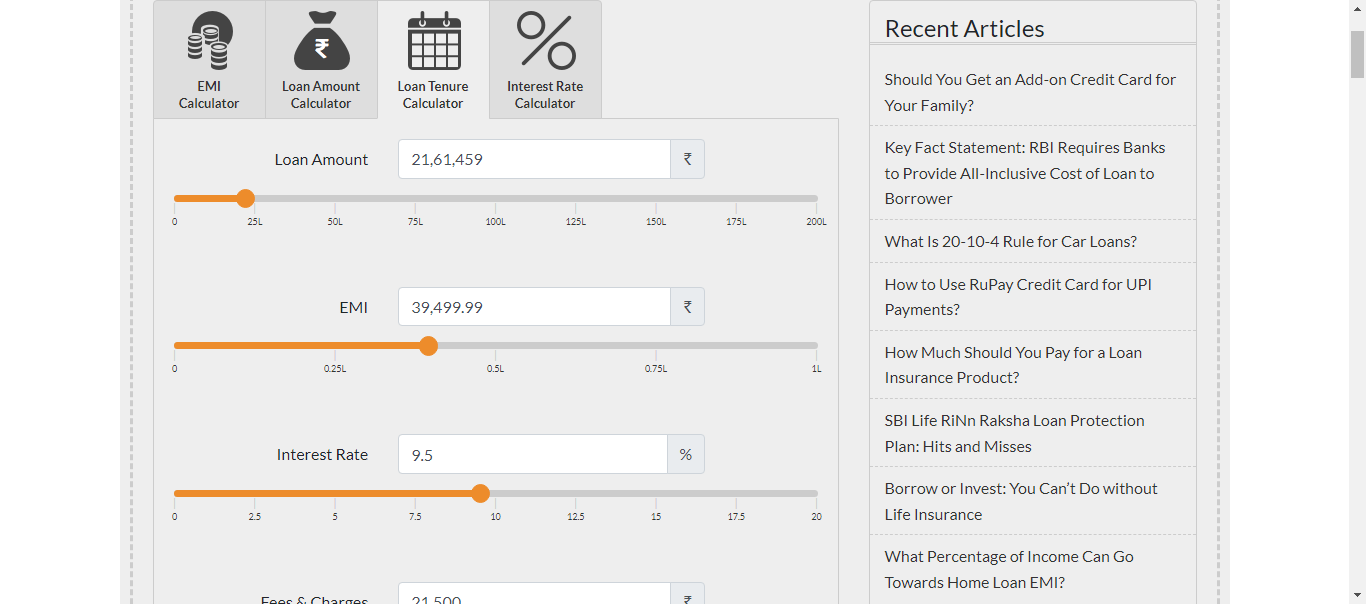 EMI
Calculator
Loan Amount
Calculator
Loan Tenure
Calculator
Interest Rate
Calculator
Loan Amount
21,61,459
₹
0
25L
50L
75L
100L
125L
150L
175L
200L
EMI
39,499.99
₹
0
0.25L
0.5L
0.75L
1L
Interest Rate
9.5
%
0
2.5
5
7.5
10
12.5
15
17.5
20
Fees & Charges
21,500
₹
Recent Articles
Should You Get an Add-on Credit Card for
Your Family?
Key Fact Statement: RBI Requires Banks
to Provide All-Inclusive Cost of Loan to
Borrower
What Is 20-10-4 Rule for Car Loans?
How to Use RuPay Credit Card for UPI
Payments?
How Much Should You Pay for a Loan
Insurance Product?
SBI Life RiNn Raksha Loan Protection
Plan: Hits and Misses
Borrow or Invest: You Can’t Do without
Life Insurance
What Percentage of Income Can Go
Towards Home Loan EMI?